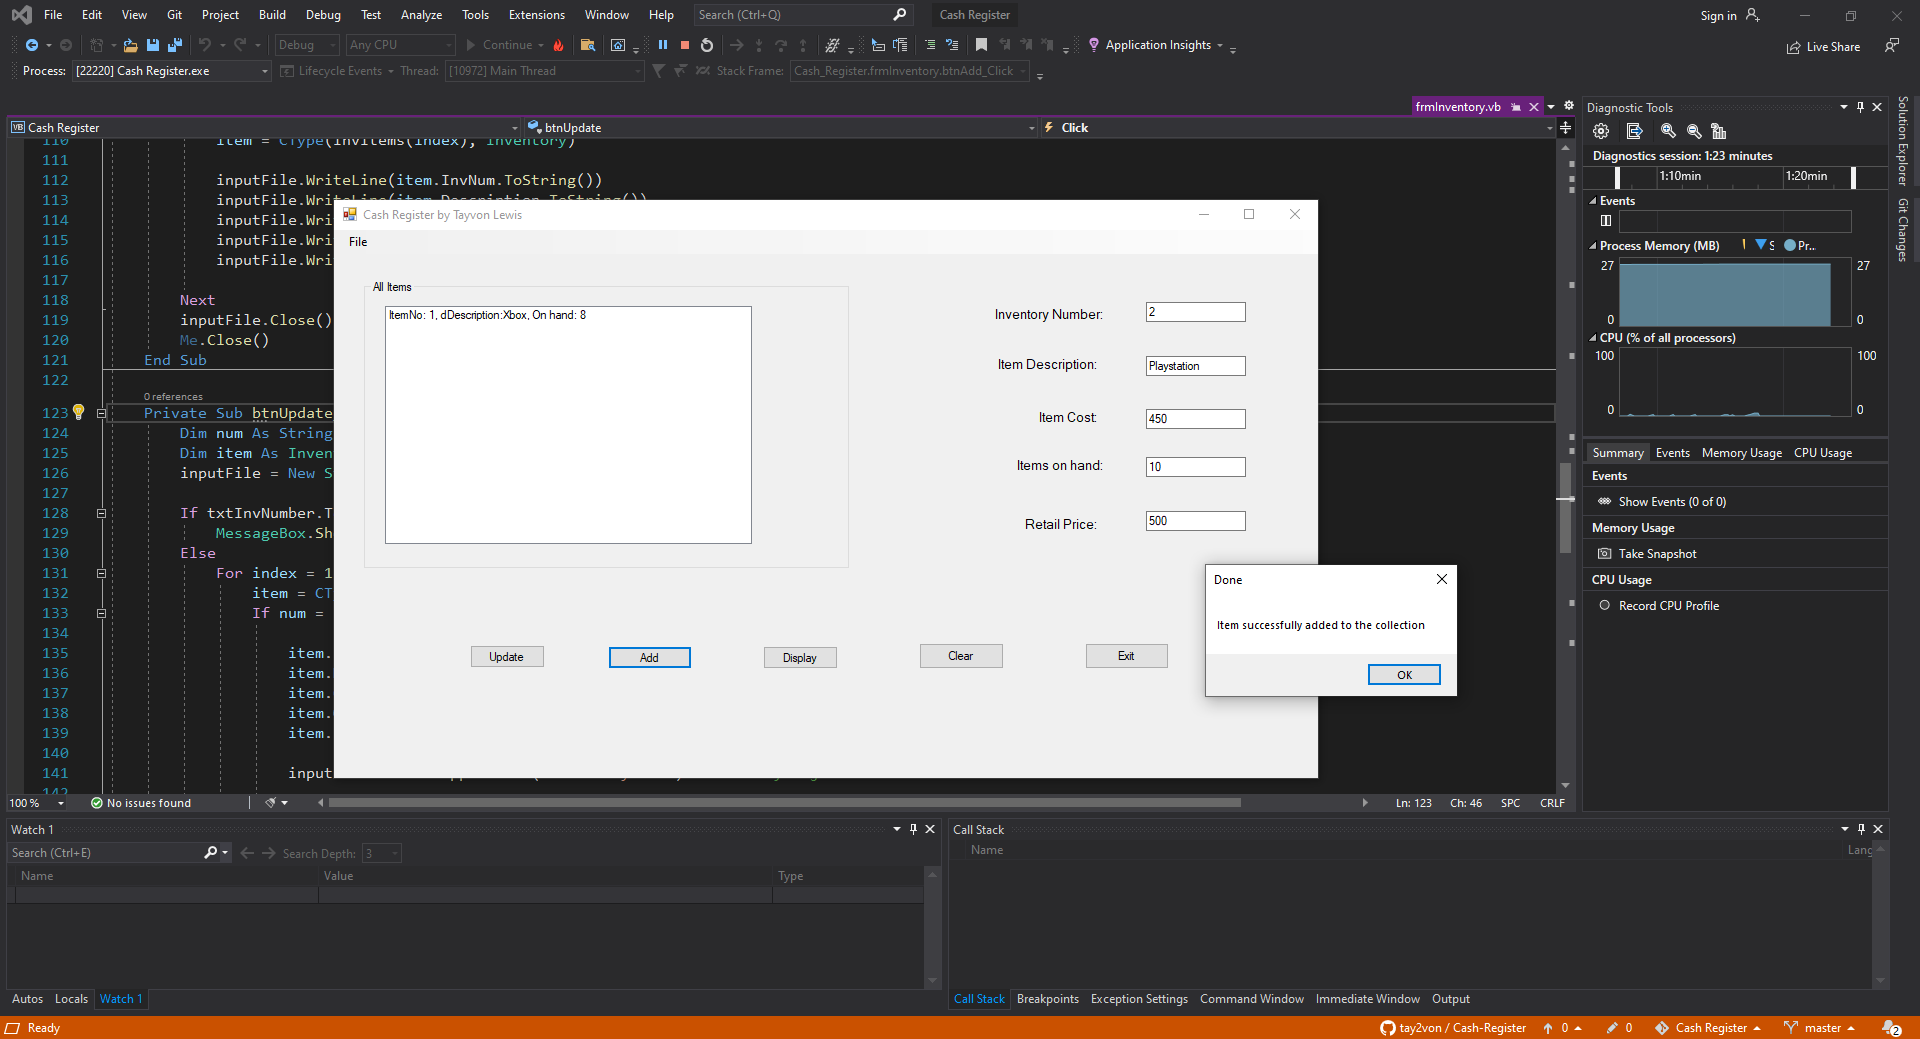 File Edit View Git Project Build Debug Test Analyze Tools Extensions Window Help Search (Ctrl+Q) Cash Register Sign in
Debug Any CPU Continue Application Insights Live Share
Process: [22220] Cash Register.exe Lifecycle Events Thread: [10972] Main Thread Stack Frame: Cash_Register.frmInventory.btnAdd_Click
frmInventory.vb
VB Cash Register btnUpdate Click
110 item = CType(invItems(index), Inventory)
111
112 inputFile.WriteLine(item.InvNum.ToString())
113 inputFile.WriteLine(item.Description.ToString())
114 inputFile.Wri
115 inputFile.Wri
116 inputFile.Wri
117
118 Next
119 inputFile.Close()
120 Me.Close()
121 End Sub
122
0 references
123 Private Sub btnUpdate
124 Dim num As String
125 Dim item As Inven
126 inputFile = New S
127
128 If txtInvNumber.T
129 MessageBox.Sh
130 Else
131 For index = 1
132 item = CT
133 If num =
134
135 item.
136 item.
137 item.
138 item.
139 item.
140
141 input
142
100 % No issues found Ln: 123 Ch: 46 SPC CRLF
Cash Register by Tayvon Lewis
File
All Items
ItemNo: 1, dDescription:Xbox, On hand: 8
Inventory Number: 2
Item Description: Playstation
Item Cost: 450
Items on hand: 10
Retail Price: 500
Update Add Display Clear Exit
Done
Item successfully added to the collection
OK
Diagnostic Tools
Diagnostics session: 1:23 minutes
1:10min 1:20min
Events
Process Memory (MB) S Pr...
27 27
0 0
CPU (% of all processors)
100 100
0 0
Summary Events Memory Usage CPU Usage
Events
Show Events (0 of 0)
Memory Usage
Take Snapshot
CPU Usage
Record CPU Profile
Solution Explorer
Git Changes
Watch 1
Search (Ctrl+E) Search Depth: 3
Name Value Type
Autos Locals Watch 1
Call Stack
Name Lang
Call Stack Breakpoints Exception Settings Command Window Immediate Window Output
Ready tay2von / Cash-Register 0 0 Cash Register master 2